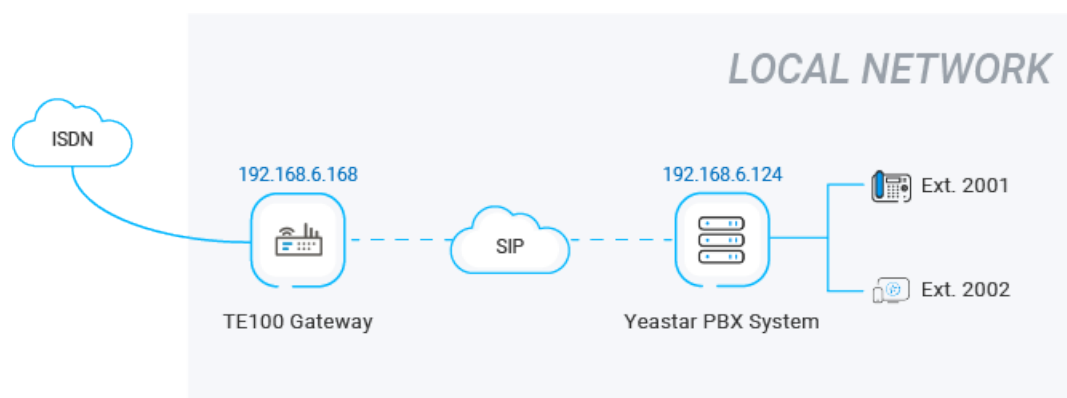 LOCAL NETWORK
ISDN
192.168.6.168
192.168.6.124
Ext. 2001
SIP
Ext. 2002
TE100 Gateway
Yeastar PBX System